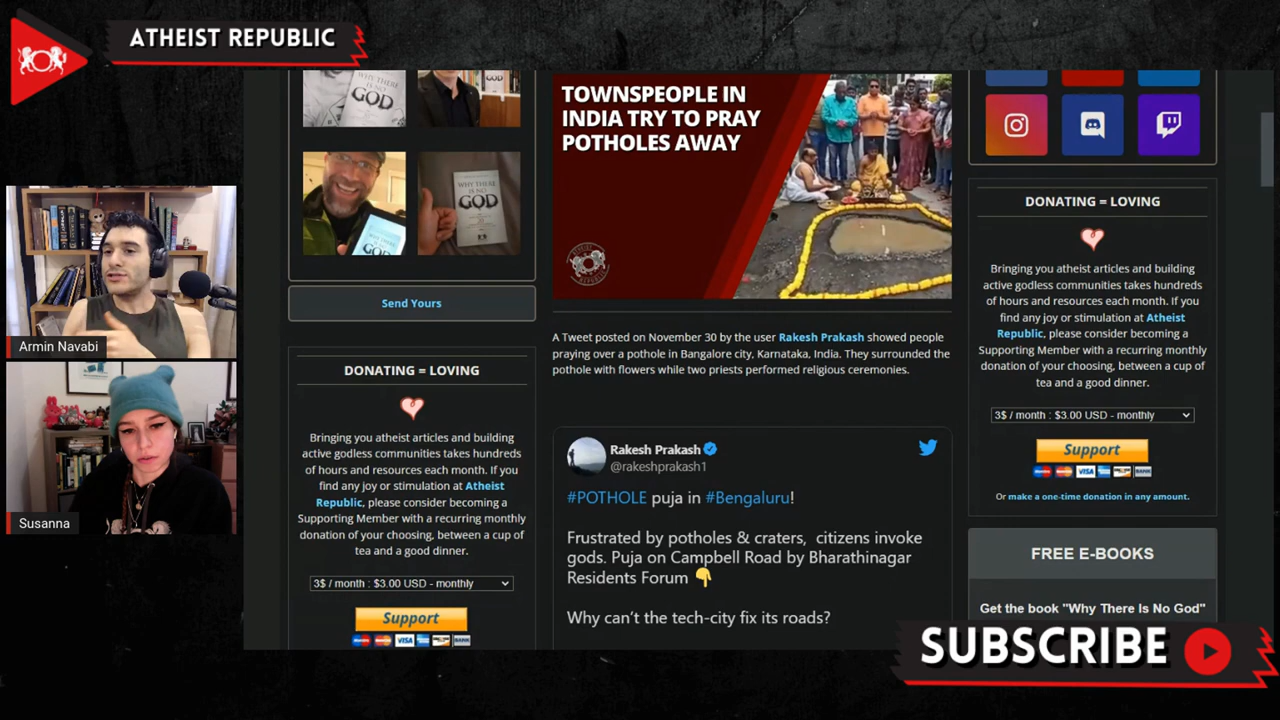 ATHEIST REPUBLIC
Armin Navabi
Susanna
WHY THERE
IS NO
GOD
Send Yours
DONATING = LOVING
Bringing you atheist articles and building
active godless communities takes hundreds
of hours and resources each month. If you
find any joy or stimulation at Atheist
Republic, please consider becoming a
Supporting Member with a recurring monthly
donation of your choosing, between a cup of
tea and a good dinner.
3$ / month : $3.00 USD - monthly
Support
VISA
BANK
TOWNSPEOPLE IN
INDIA TRY TO PRAY
POTHOLES AWAY
A Tweet posted on November 30 by the user Rakesh Prakash showed people
praying over a pothole in Bangalore city, Karnataka, India. They surrounded the
pothole with flowers while two priests performed religious ceremonies.
Rakesh Prakash
@rakeshprakash1
#POTHOLE puja in #Bengaluru!
Frustrated by potholes & craters, citizens invoke
gods. Puja on Campbell Road by Bharathinagar
Residents Forum
Why can't the tech-city fix its roads?
DONATING = LOVING
Bringing you atheist articles and building
active godless communities takes hundreds
of hours and resources each month. If you
find any joy or stimulation at Atheist
Republic, please consider becoming a
Supporting Member with a recurring monthly
donation of your choosing, between a cup of
tea and a good dinner.
3$ / month : $3.00 USD - monthly
Support
VISA
BANK
Or make a one-time donation in any amount.
FREE E-BOOKS
Get the book "Why There Is No God"
SUBSCRIBE